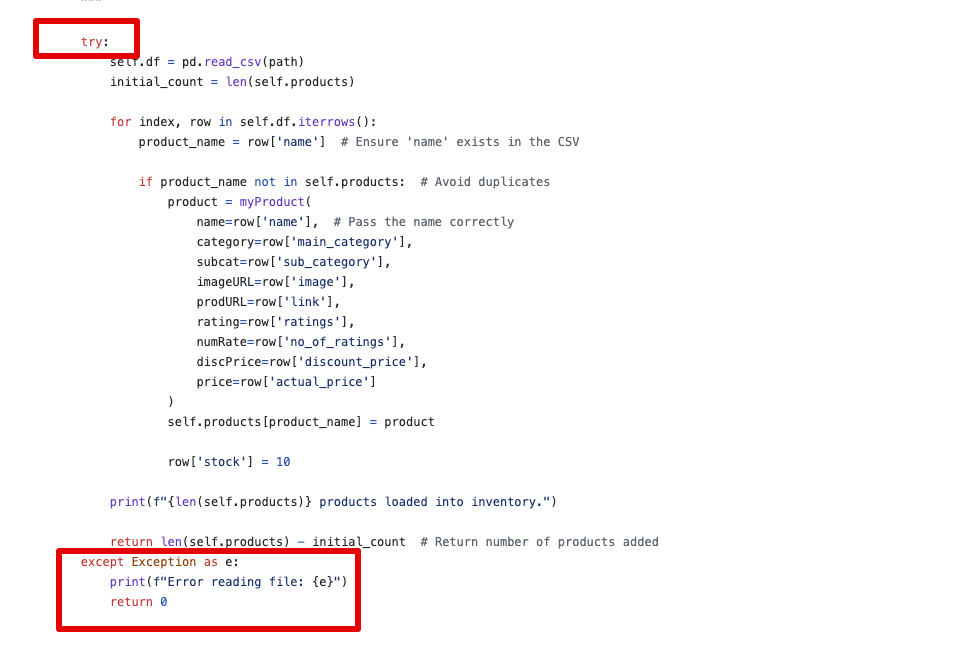 """
try:
self.df = pd.read_csv(path)
initial_count = len(self.products)
for index, row in self.df.iterrows():
product_name = row['name']  # Ensure 'name' exists in the CSV
if product_name not in self.products:  # Avoid duplicates
product = myProduct(
name=row['name'],  # Pass the name correctly
category=row['main_category'],
subcat=row['sub_category'],
imageURL=row['image'],
prodURL=row['link'],
rating=row['ratings'],
numRate=row['no_of_ratings'],
discPrice=row['discount_price'],
price=row['actual_price']
)
self.products[product_name] = product
row['stock'] = 10
print(f"{len(self.products)} products loaded into inventory.")
return len(self.products) - initial_count  # Return number of products added
except Exception as e:
print(f"Error reading file: {e}")
return 0